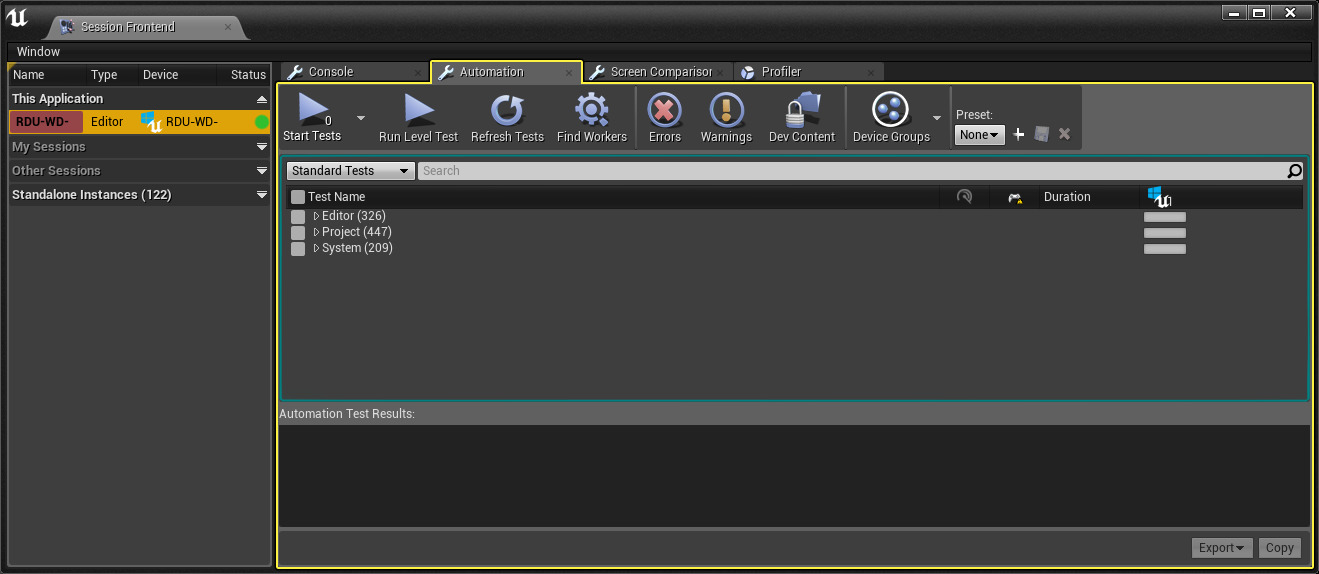 Session Frontend
Window
Name Type Device Status
This Application
RDU-WD- Editor RDU-WD-
My Sessions
Other Sessions
Standalone Instances (122)
Console Automation Screen Comparison Profiler
0
Start Tests Run Level Test Refresh Tests Find Workers Errors Warnings Dev Content Device Groups
Preset:
None
Standard Tests Search
Test Name Duration 1
Editor (326)
Project (447)
System (209)
Automation Test Results:
Export Copy